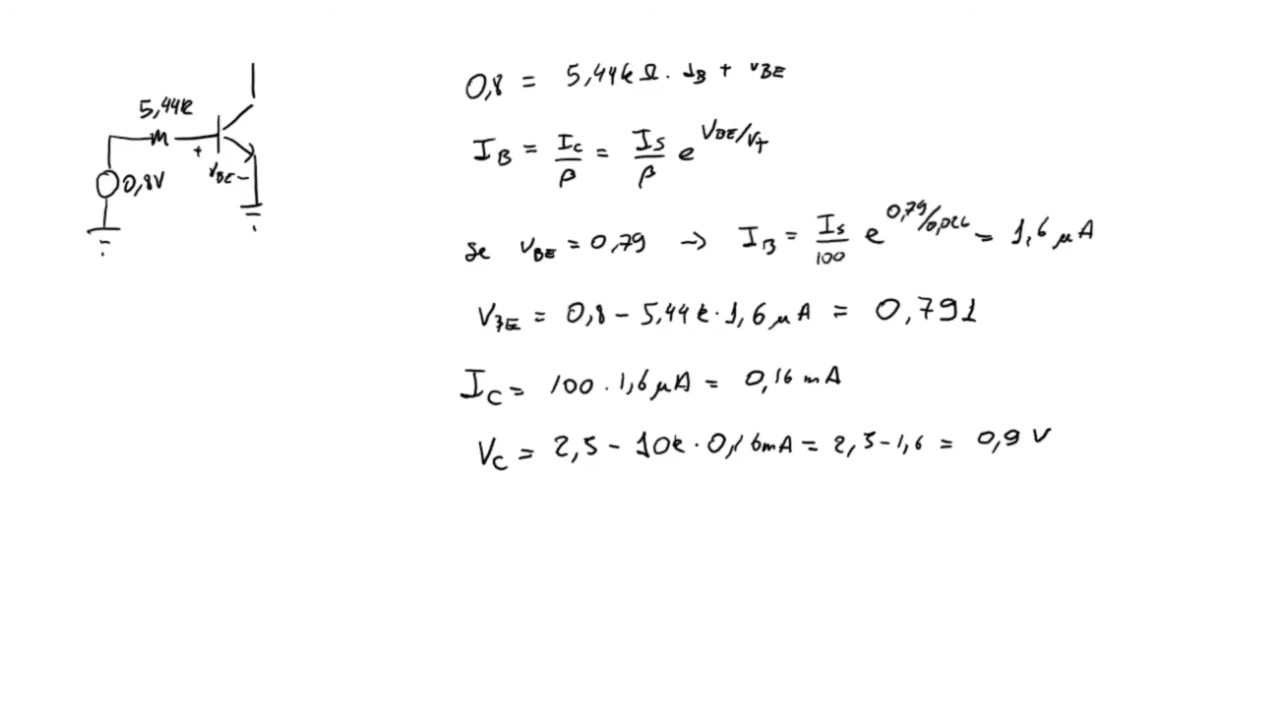 5,44k
0,8V
+
VBE -
0,8 = 5,44k Ω . IB + VBE
IB = Ic/β = Is/β e^VBE/VT
se VBE = 0,79 → IB = Is/100 e^0,79/0,026 = 1,6 μA
VBE = 0,8 - 5,44k · 1,6 μA = 0,791
IC = 100 . 1,6 μA = 0,16 mA
VC = 2,5 - 10k · 0,16mA = 2,5 - 1,6 = 0,9 V